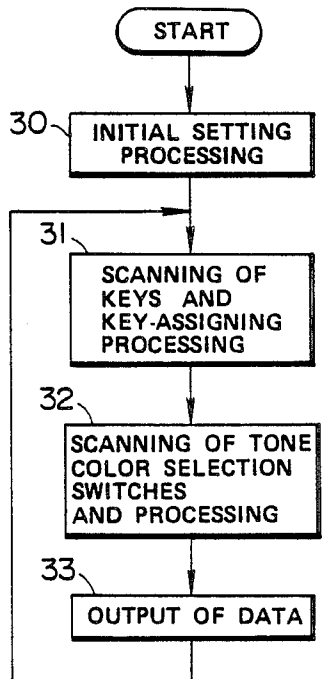 START
30
INITIAL SETTING
PROCESSING
31
SCANNING OF
KEYS AND
KEY-ASSIGNING
PROCESSING
32
SCANNING OF TONE
COLOR SELECTION
SWITCHES
AND PROCESSING
33
OUTPUT OF DATA